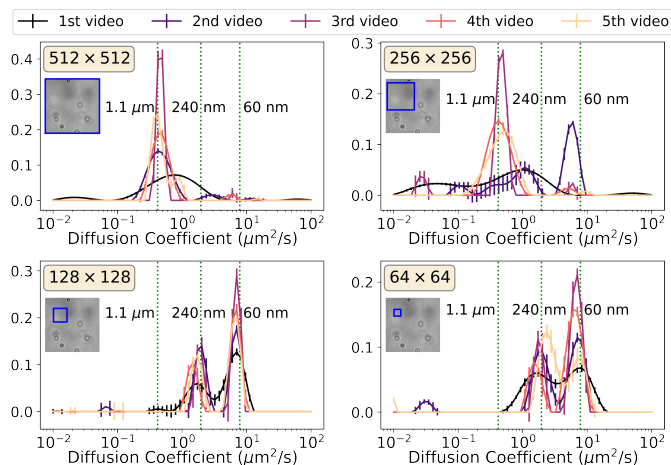 1st video 2nd video 3rd video 4th video 5th video
512 × 512
1.1 μm 240 nm 60 nm
0.4
0.3
0.2
0.1
0.0
10⁻² 10⁻¹ 10⁰ 10¹ 10²
Diffusion Coefficient (μm²/s)
256 × 256
1.1 μm 240 nm 60 nm
0.3
0.2
0.1
0.0
10⁻² 10⁻¹ 10⁰ 10¹ 10²
Diffusion Coefficient (μm²/s)
128 × 128
1.1 μm 240 nm 60 nm
0.3
0.2
0.1
0.0
10⁻² 10⁻¹ 10⁰ 10¹ 10²
Diffusion Coefficient (μm²/s)
64 × 64
1.1 μm 240 nm 60 nm
0.2
0.1
0.0
10⁻² 10⁻¹ 10⁰ 10¹ 10²
Diffusion Coefficient (μm²/s)